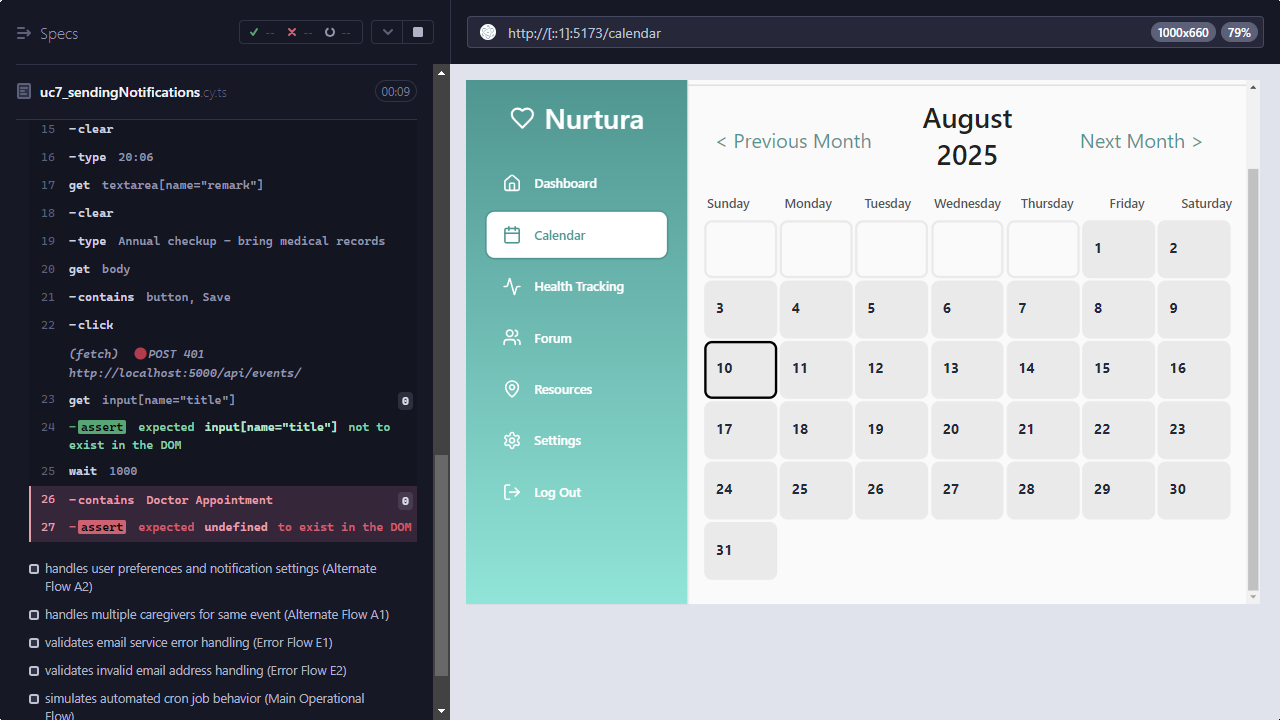 Specs
-- -- --
http://[::1]:5173/calendar
1000x660
79%
uc7_sendingNotifications.cy.ts
00:09
15 -clear
16 -type 20:06
17 get textarea[name="remark"]
18 -clear
19 -type Annual checkup - bring medical records
20 get body
21 -contains button, Save
22 -click
(fetch) POST 401
http://localhost:5000/api/events/
23 get input[name="title"] 0
24 -assert expected input[name="title"] not to
exist in the DOM
25 wait 1000
26 -contains Doctor Appointment 0
27 -assert expected undefined to exist in the DOM
handles user preferences and notification settings (Alternate
Flow A2)
handles multiple caregivers for same event (Alternate Flow A1)
validates email service error handling (Error Flow E1)
validates invalid email address handling (Error Flow E2)
simulates automated cron job behavior (Main Operational
Flow)
Nurtura
Dashboard
Calendar
Health Tracking
Forum
Resources
Settings
Log Out
< Previous Month
August
2025
Next Month >
Sunday Monday Tuesday Wednesday Thursday Friday Saturday
1 2
3 4 5 6 7 8 9
10 11 12 13 14 15 16
17 18 19 20 21 22 23
24 25 26 27 28 29 30
31